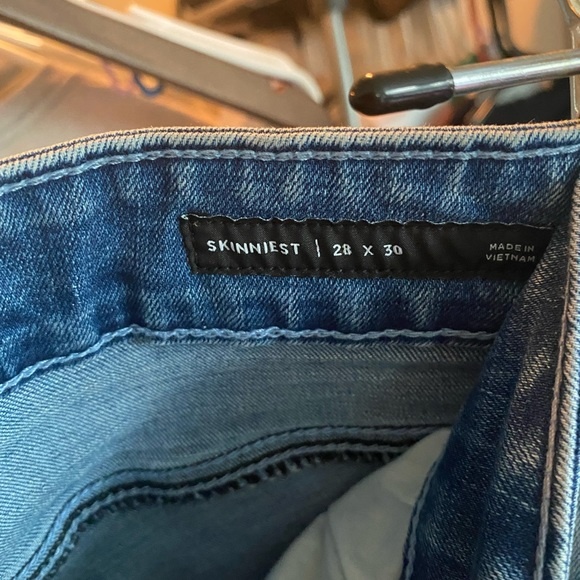 SKINNIEST | 28 X 30
MADE IN
VIETNAM